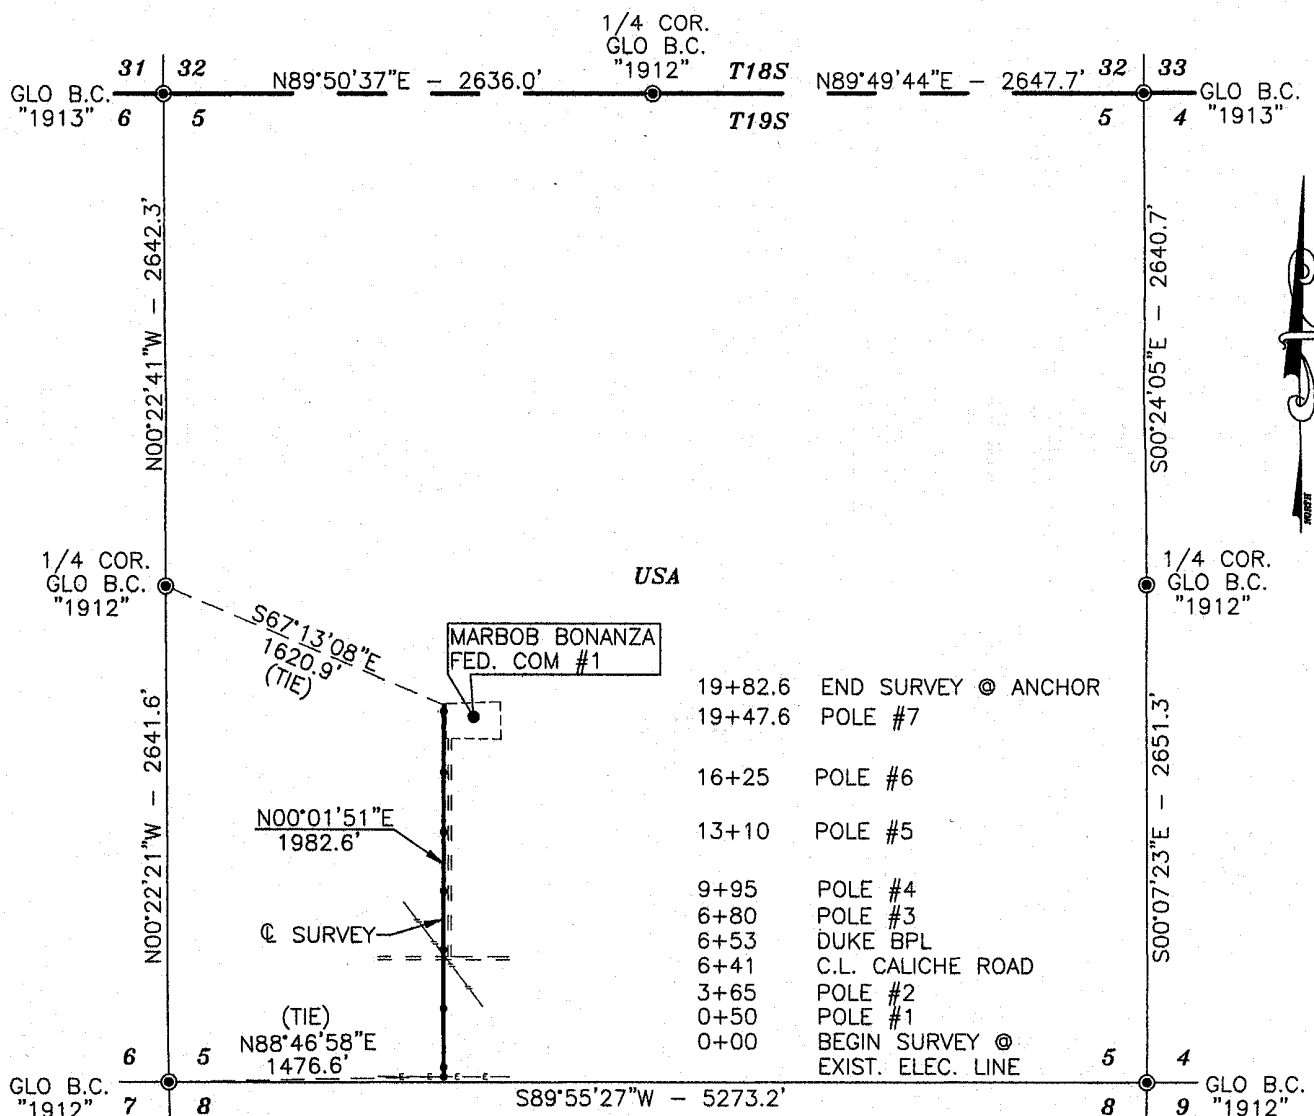 1/4 COR.
GLO B.C.
"1912"
31 32
N89°50'37"E – 2636.0'
T18S
N89°49'44"E – 2647.7'
32 33
GLO B.C.
"1913"
6 5
T19S
5 4
GLO B.C.
"1913"
N00°22'41"W – 2642.3'
S00°24'05"E – 2640.7'
NORTH
1/4 COR.
GLO B.C.
"1912"
USA
1/4 COR.
GLO B.C.
"1912"
S67°13'08"E
1620.9'
(TIE)
MARBOB BONANZA
FED. COM #1
N00°22'21"W – 2641.6'
S00°07'23"E – 2651.3'
19+82.6 END SURVEY @ ANCHOR
19+47.6 POLE #7
16+25 POLE #6
13+10 POLE #5
9+95 POLE #4
6+80 POLE #3
6+53 DUKE BPL
6+41 C.L. CALICHE ROAD
3+65 POLE #2
0+50 POLE #1
0+00 BEGIN SURVEY @
EXIST. ELEC. LINE
N00°01'51"E
1982.6'
℄ SURVEY
(TIE)
N88°46'58"E
1476.6'
E E E E
6 5
GLO B.C.
"1912"
7 8
S89°55'27"W – 5273.2'
5 4
8 9
GLO B.C.
"1912"